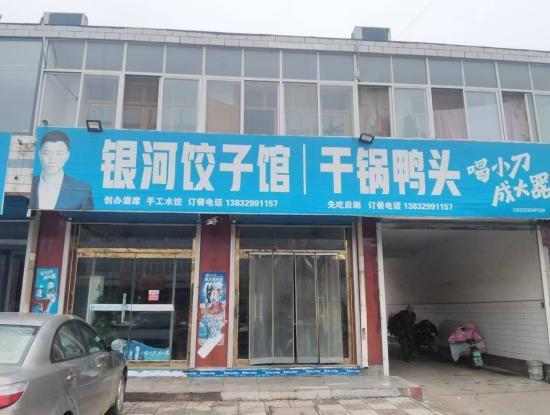 银河饺子馆 干锅鸭头
喝小刀
成大器
创办酒席 手工水饺 订餐电话 13832991157
先吃后涮 订餐电话 13832991157